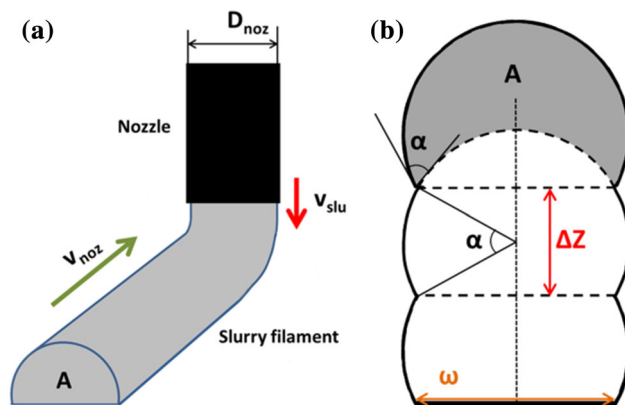 (a)
D_noz
Nozzle
v_slu
v_noz
Slurry filament
A
(b)
A
α
α
ΔZ
ω